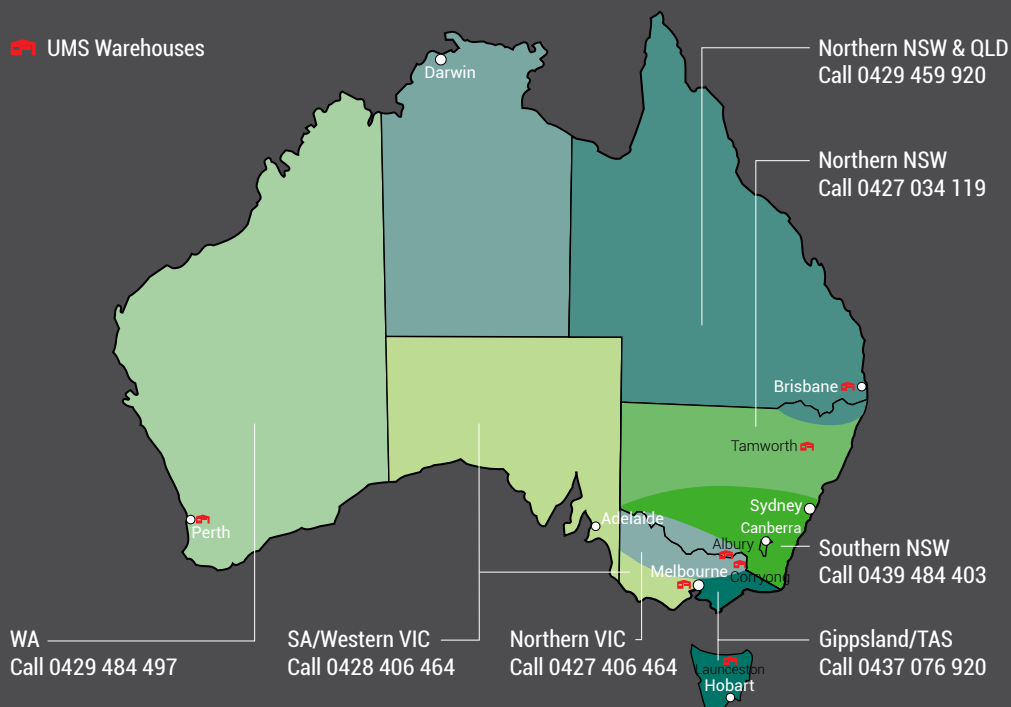 UMS Warehouses
Darwin
Northern NSW & QLD
Call 0429 459 920
Northern NSW
Call 0427 034 119
Brisbane
Tamworth
Sydney
Canberra
Adelaide
Perth
Albury
Melbourne
Corryong
Southern NSW
Call 0439 484 403
WA
Call 0429 484 497
SA/Western VIC
Call 0428 406 464
Northern VIC
Call 0427 406 464
Gippsland/TAS
Call 0437 076 920
Launceston
Hobart